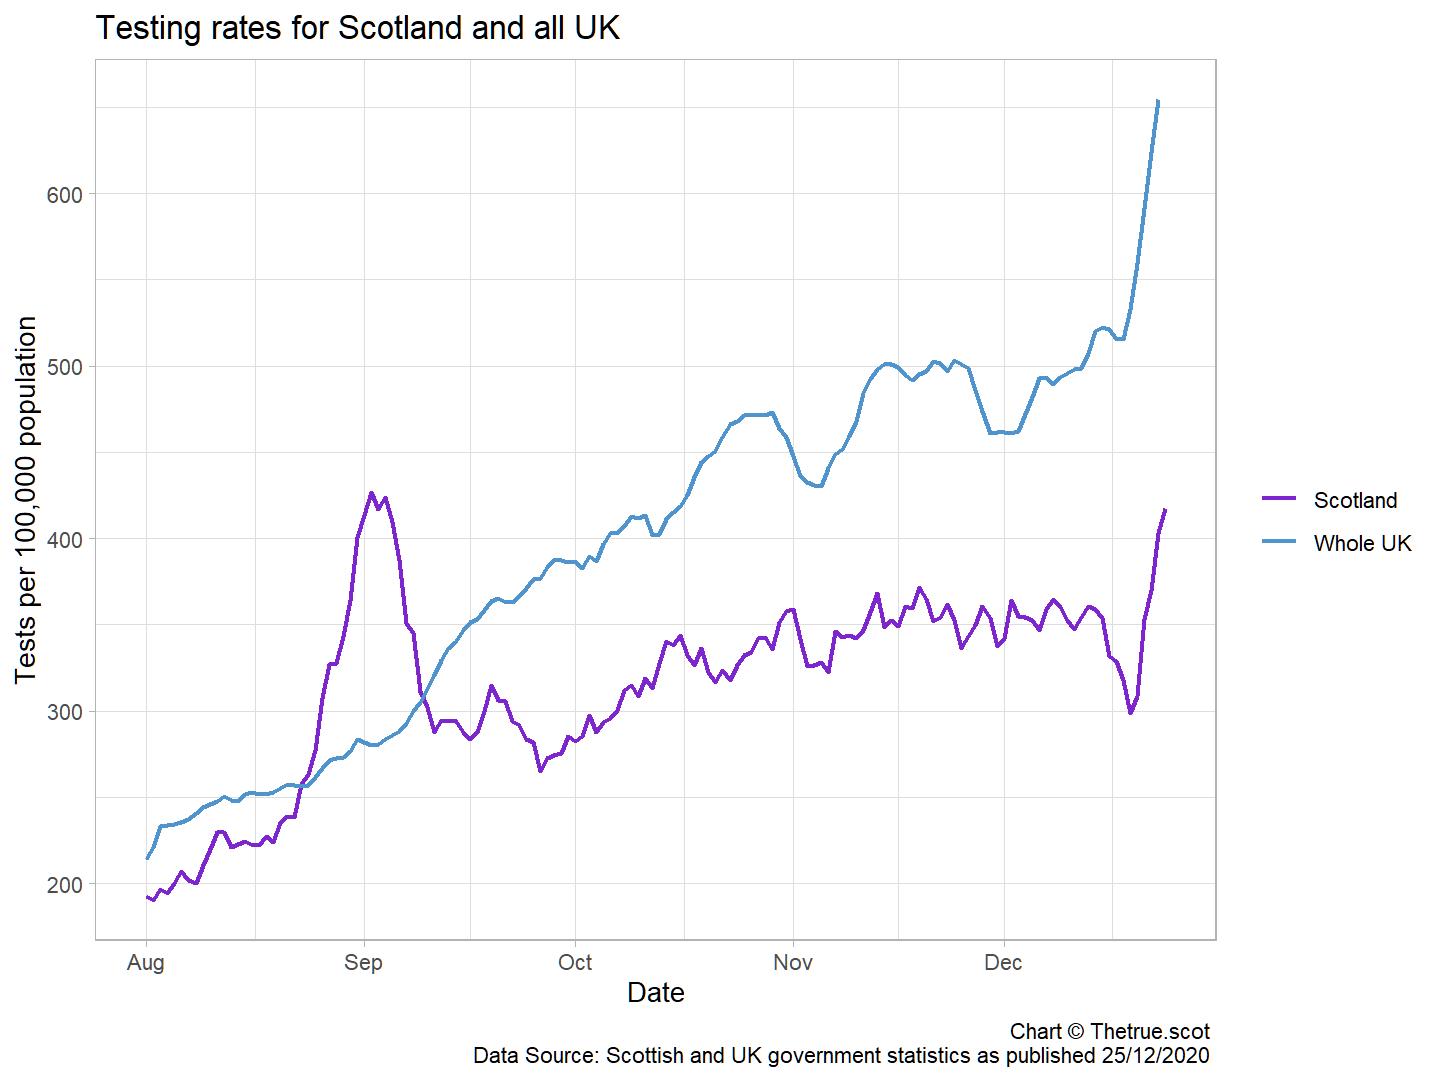 Testing rates for Scotland and all UK
Tests per 100,000 population
600
500
400
300
200
Aug Sep Oct Nov Dec
Date
Scotland
Whole UK
Chart © Thetrue.scot
Data Source: Scottish and UK government statistics as published 25/12/2020